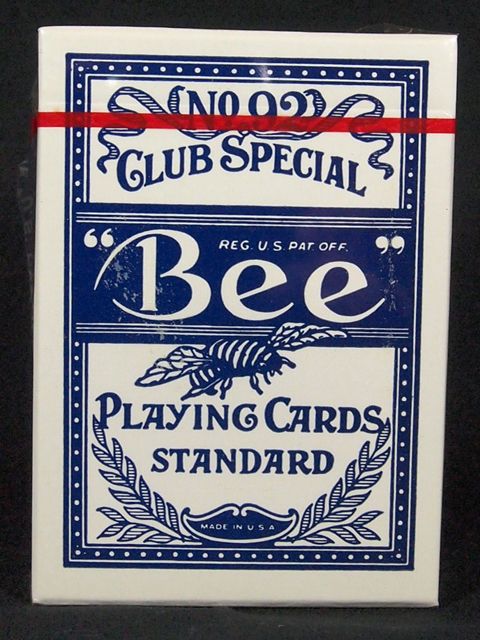 No. 92
Club Special
REG. U.S. PAT. OFF.
"Bee"
Playing Cards
Standard
MADE IN U S A